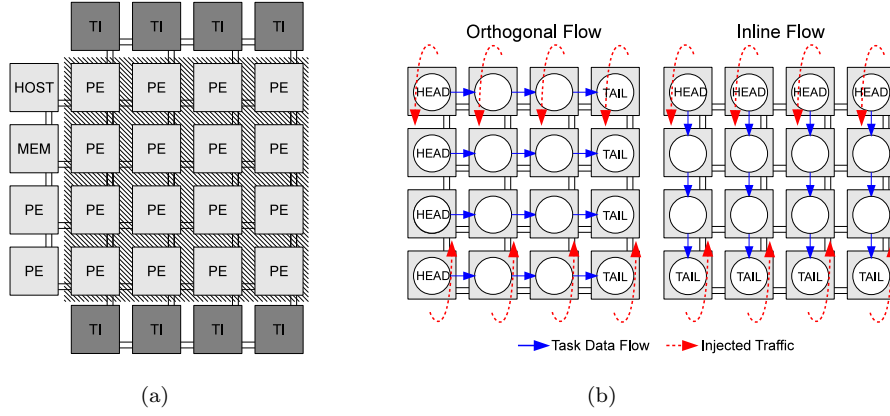 TI TI TI TI
HOST PE PE PE PE
MEM PE PE PE PE
PE PE PE PE PE
PE PE PE PE PE
TI TI TI TI
(a)
Orthogonal Flow Inline Flow
HEAD TAIL HEAD HEAD HEAD HEAD
HEAD TAIL
HEAD TAIL
HEAD TAIL TAIL TAIL TAIL TAIL
Task Data Flow Injected Traffic
(b)